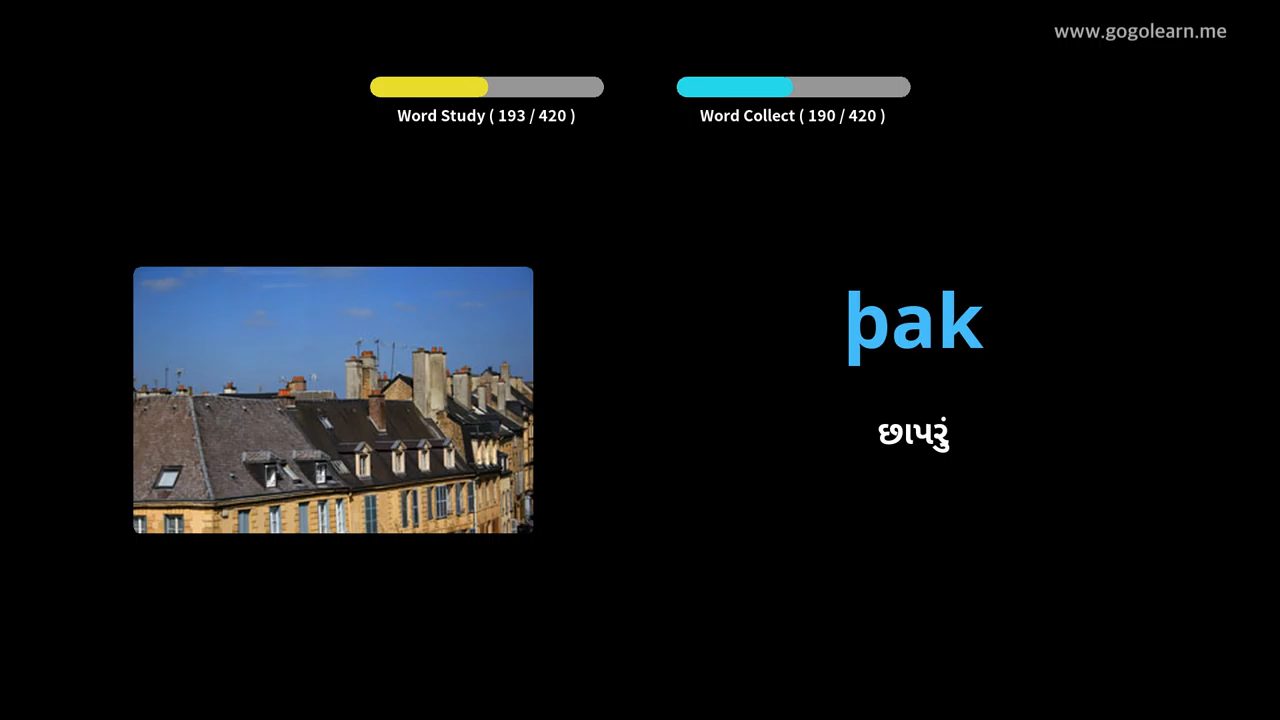 www.gogolearn.me
Word Study ( 193 / 420 )
Word Collect ( 190 / 420 )
þak
છાપરું